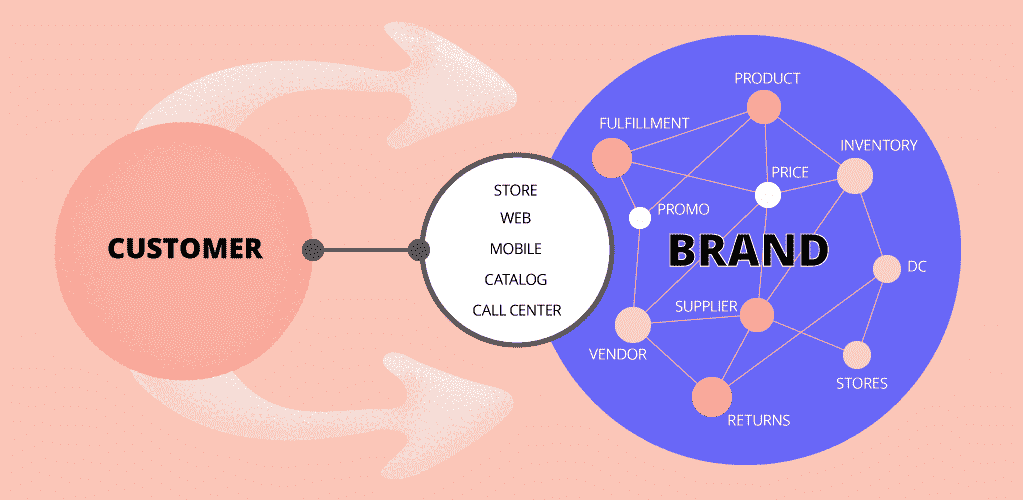 CUSTOMER
STORE
WEB
MOBILE
CATALOG
CALL CENTER
PRODUCT
FULFILLMENT
INVENTORY
PRICE
PROMO
BRAND
DC
SUPPLIER
VENDOR
STORES
RETURNS